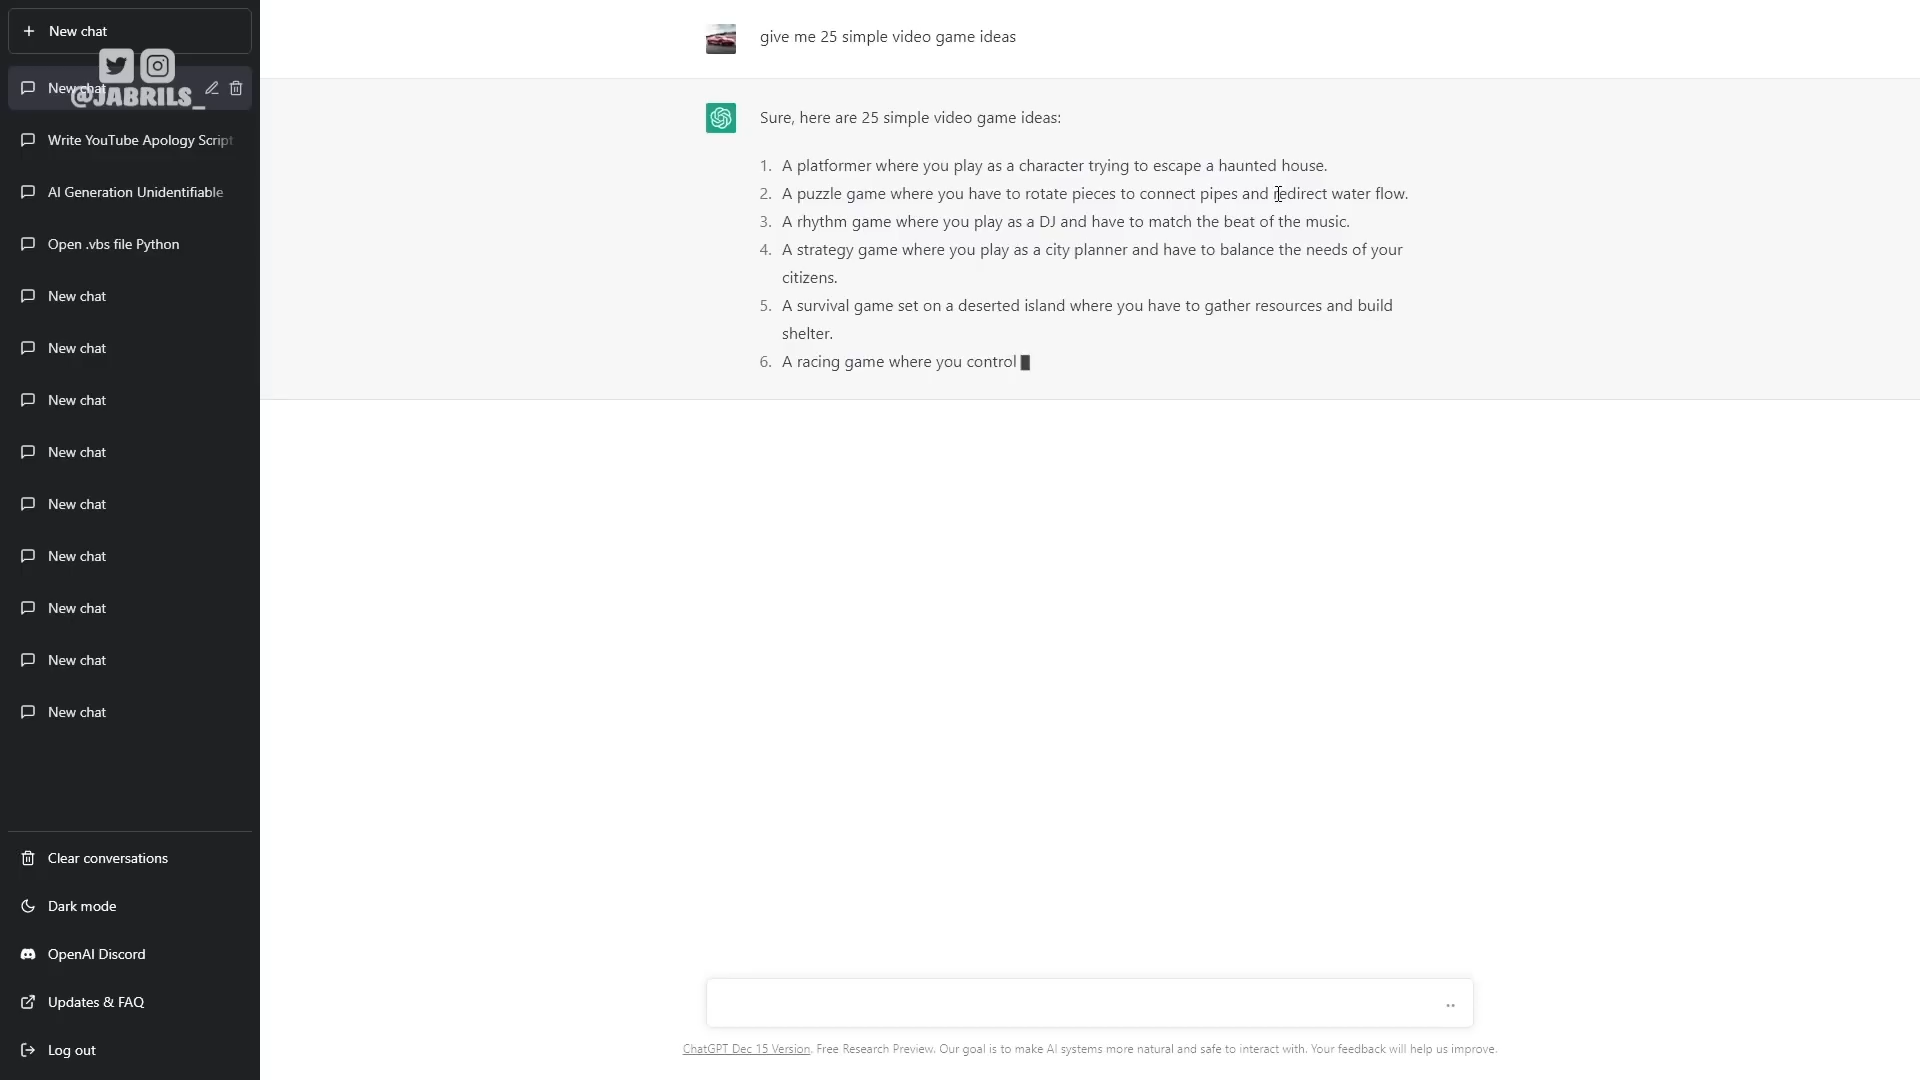 New chat
New chat
@JABRILS_
Write YouTube Apology Script
AI Generation Unidentifiable
Open .vbs file Python
New chat
New chat
New chat
New chat
New chat
New chat
New chat
New chat
New chat
Clear conversations
Dark mode
OpenAI Discord
Updates & FAQ
Log out
give me 25 simple video game ideas
Sure, here are 25 simple video game ideas:
1. A platformer where you play as a character trying to escape a haunted house.
2. A puzzle game where you have to rotate pieces to connect pipes and redirect water flow.
3. A rhythm game where you play as a DJ and have to match the beat of the music.
4. A strategy game where you play as a city planner and have to balance the needs of your
citizens.
5. A survival game set on a deserted island where you have to gather resources and build
shelter.
6. A racing game where you control
ChatGPT Dec 15 Version. Free Research Preview. Our goal is to make AI systems more natural and safe to interact with. Your feedback will help us improve.